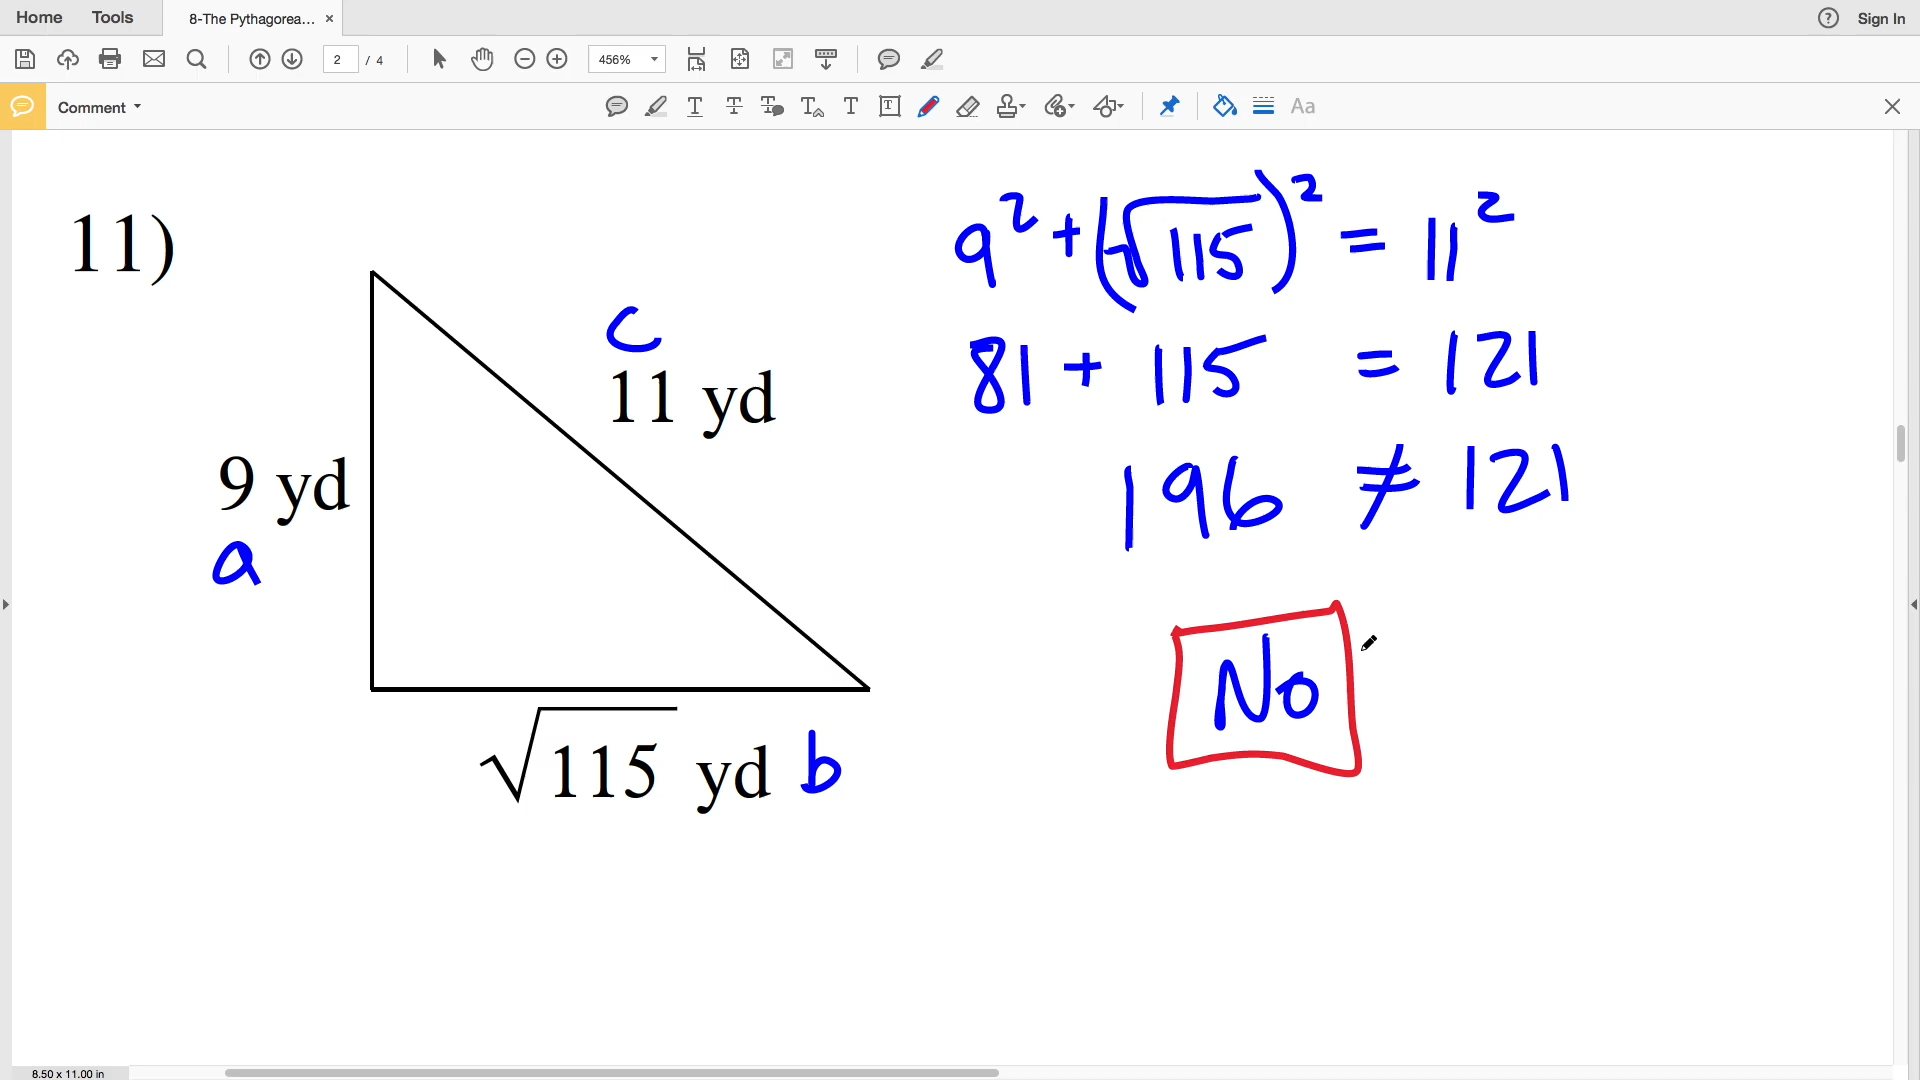 Home Tools 8-The Pythagorea... × ? Sign In
2 / 4 456%
Comment Aa
11)
9² + (√115)² = 11²
c
11 yd
81 + 115 = 121
9 yd
196 ≠ 121
a
No
√115 yd b
8.50 x 11.00 in